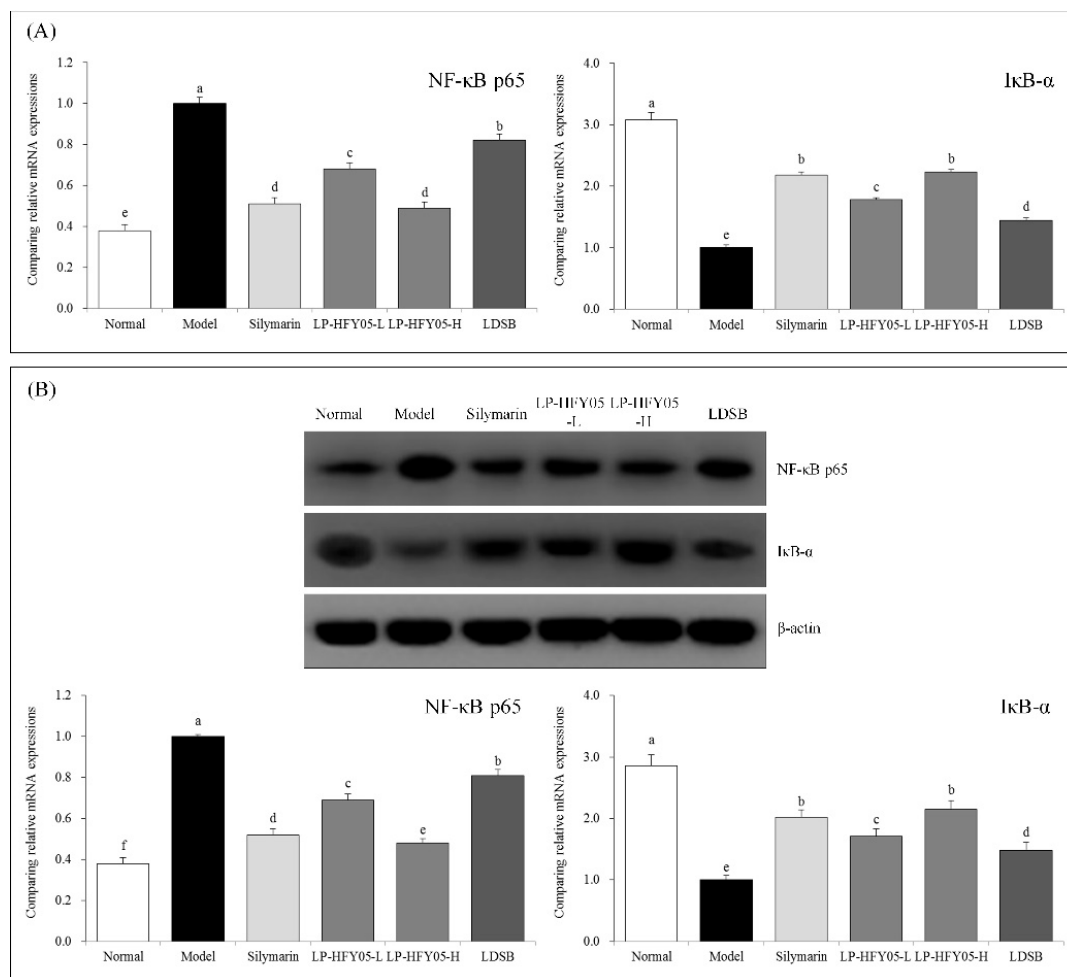 (A)
NF-κB p65
Comparing relative mRNA expressions
1.2
1.0
0.8
0.6
0.4
0.2
0.0
e
a
d
c
d
b
Normal Model Silymarin LP-HFY05-L LP-HFY05-H LDSB
IκB-α
Comparing relative mRNA expressions
4.0
3.0
2.0
1.0
0.0
a
e
b
c
b
d
Normal Model Silymarin LP-HFY05-L LP-HFY05-H LDSB
(B)
Normal Model Silymarin LP-HFY05 -L LP-HFY05 -H LDSB
NF-κB p65
IκB-α
β-actin
NF-κB p65
Comparing relative mRNA expressions
1.2
1.0
0.8
0.6
0.4
0.2
0.0
f
a
d
c
e
b
Normal Model Silymarin LP-HFY05-L LP-HFY05-H LDSB
IκB-α
Comparing relative mRNA expressions
4.0
3.0
2.0
1.0
0.0
a
e
b
c
b
d
Normal Model Silymarin LP-HFY05-L LP-HFY05-H LDSB